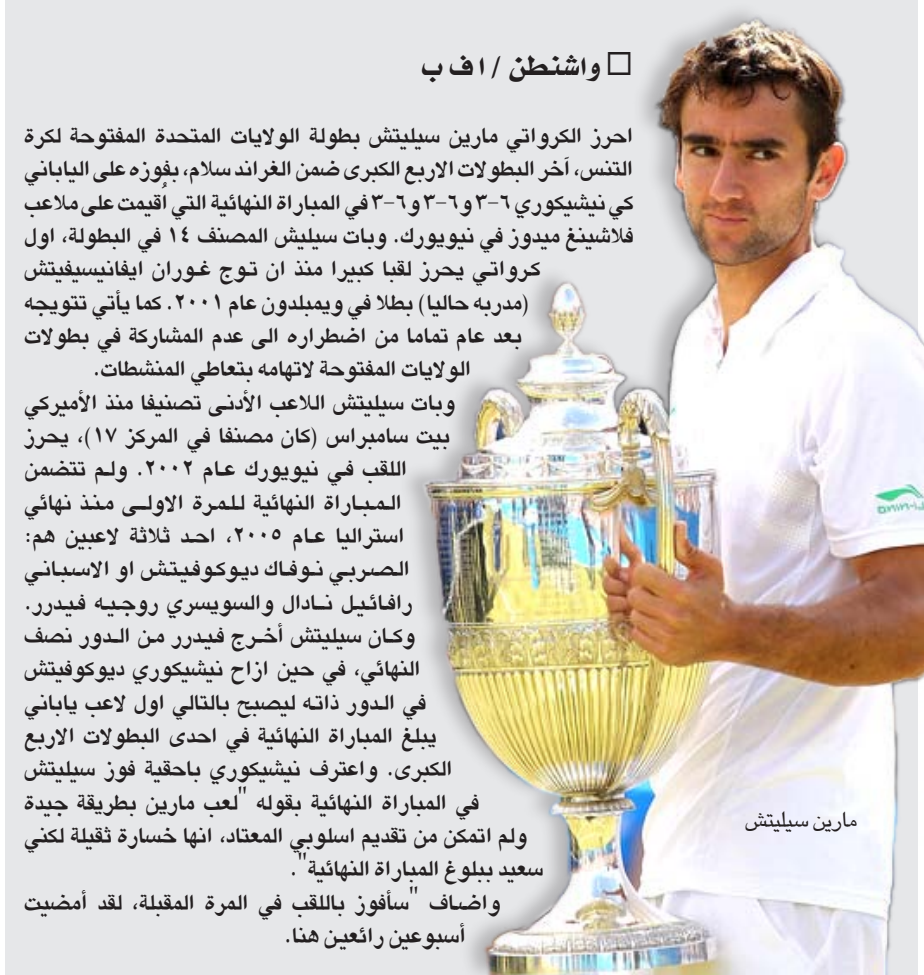 □ واشنطن / ا ف ب
احرز الكرواتي مارين سيليتش بطولة الولايات المتحدة المفتوحة لكرة
التنس، آخر البطولات الاربع الكبرى ضمن الغراند سلام، بفوزه على الياباني
كي نيشيكوري ٦-٣ و٦-٣ و٦-٣ في المباراة النهائية التي أقيمت على ملاعب
فلاشينغ ميدوز في نيويورك. وبات سيليش المصنف ١٤ في البطولة، اول
كرواتي يحرز لقبا كبيرا منذ ان توج غوران ايفانيسيفيتش
(مدربه حاليا) بطلا في ويمبلدون عام ٢٠٠١. كما يأتي تتويجه
بعد عام تماما من اضطراره الى عدم المشاركة في بطولات
الولايات المفتوحة لاتهامه بتعاطي المنشطات.
وبات سيليتش اللاعب الأدنى تصنيفا منذ الأميركي
بيت سامبراس (كان مصنفا في المركز ١٧)، يحرز
اللقب في نيويورك عام ٢٠٠٢. ولم تتضمن
المباراة النهائية للمرة الاولى منذ نهائي
استراليا عام ٢٠٠٥، احد ثلاثة لاعبين هم:
الصربي نوفاك ديوكوفيتش او الاسباني
رافائيل نادال والسويسري روجيه فيدرر.
وكان سيليتش أخرج فيدرر من الدور نصف
النهائي، في حين ازاح نيشيكوري ديوكوفيتش
في الدور ذاته ليصبح بالتالي اول لاعب ياباني
يبلغ المباراة النهائية في احدى البطولات الاربع
الكبرى. واعترف نيشيكوري باحقية فوز سيليتش
في المباراة النهائية بقوله "لعب مارين بطريقة جيدة
ولم اتمكن من تقديم اسلوبي المعتاد، انها خسارة ثقيلة لكني
سعيد ببلوغ المباراة النهائية".
واضاف "سأفوز باللقب في المرة المقبلة، لقد أمضيت
أسبوعين رائعين هنا.
مارين سيليتش
LI-NING